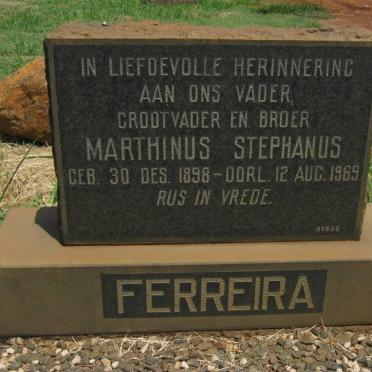 IN LIEFDEVOLLE HERINNERING
AAN ONS VADER,
GROOTVADER EN BROER
MARTHINUS STEPHANUS
GEB. 30 DES. 1898 - OORL. 12 AUG. 1969
RUS IN VREDE.
FERREIRA